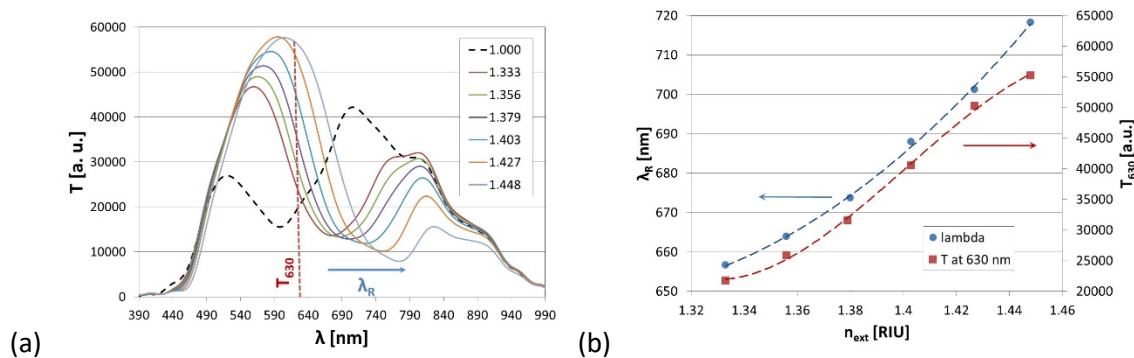 60000
50000
40000
30000
20000
10000
0
T [a. u.]
1.000
1.333
1.356
1.379
1.403
1.427
1.448
T630
λR
390 440 490 540 590 640 690 740 790 840 890 940 990
λ [nm]
(a)
720
710
700
690
680
670
660
650
λR [nm]
65000
60000
55000
50000
45000
40000
35000
30000
25000
20000
T630 [a.u.]
lambda
T at 630 nm
1.32 1.34 1.36 1.38 1.4 1.42 1.44 1.46
next [RIU]
(b)